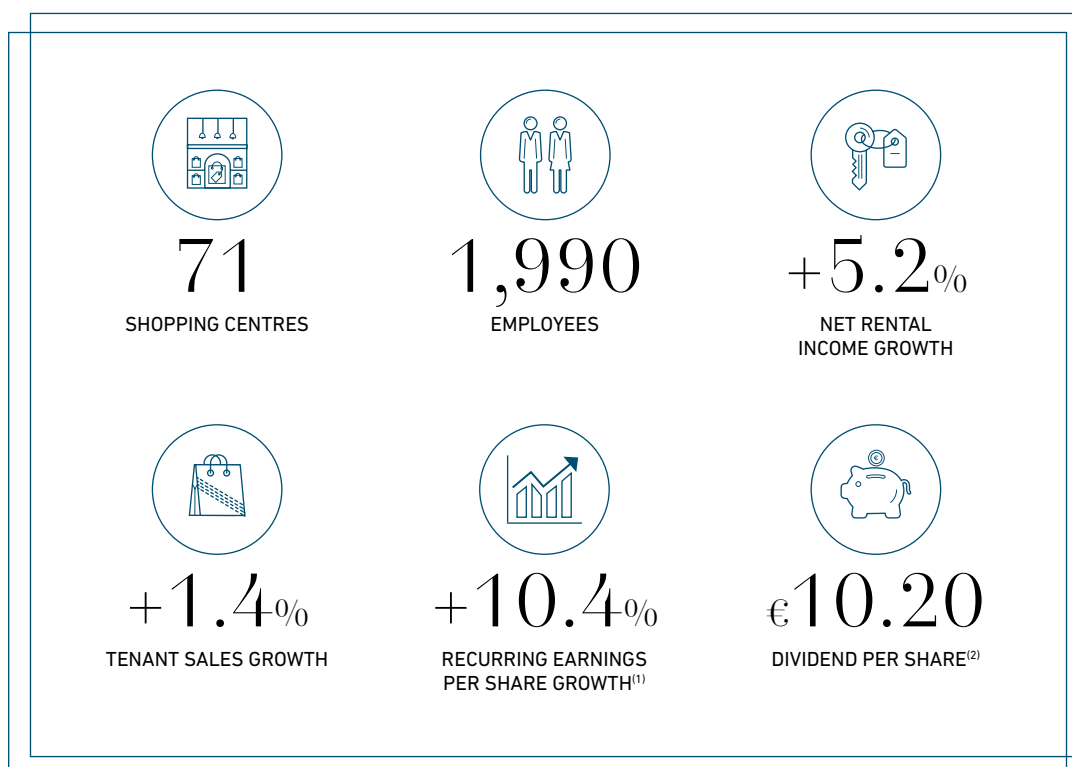 71
SHOPPING CENTRES
1,990
EMPLOYEES
+5.2%
NET RENTAL
INCOME GROWTH
+1.4%
TENANT SALES GROWTH
+10.4%
RECURRING EARNINGS
PER SHARE GROWTH(1)
€
€10.20
DIVIDEND PER SHARE(2)